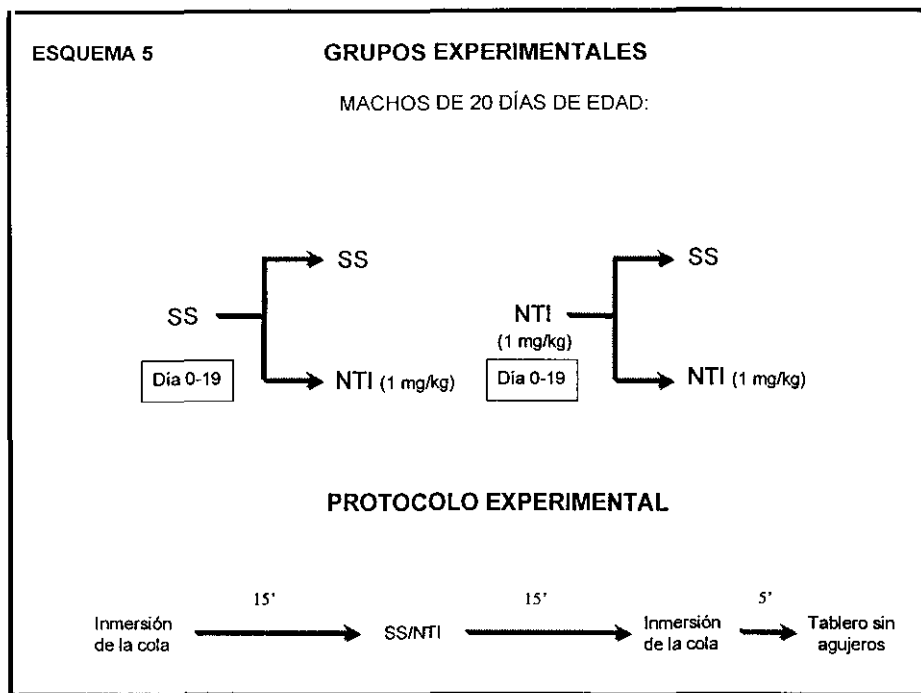 ESQUEMA 5
GRUPOS EXPERIMENTALES
MACHOS DE 20 DÍAS DE EDAD:
SS
SS
Día 0-19
NTI (1 mg/kg)
SS
NTI
(1 mg/kg)
Día 0-19
NTI (1 mg/kg)
PROTOCOLO EXPERIMENTAL
15'
15'
5'
Inmersión
de la cola
SS/NTI
Inmersión
de la cola
Tablero sin
agujeros